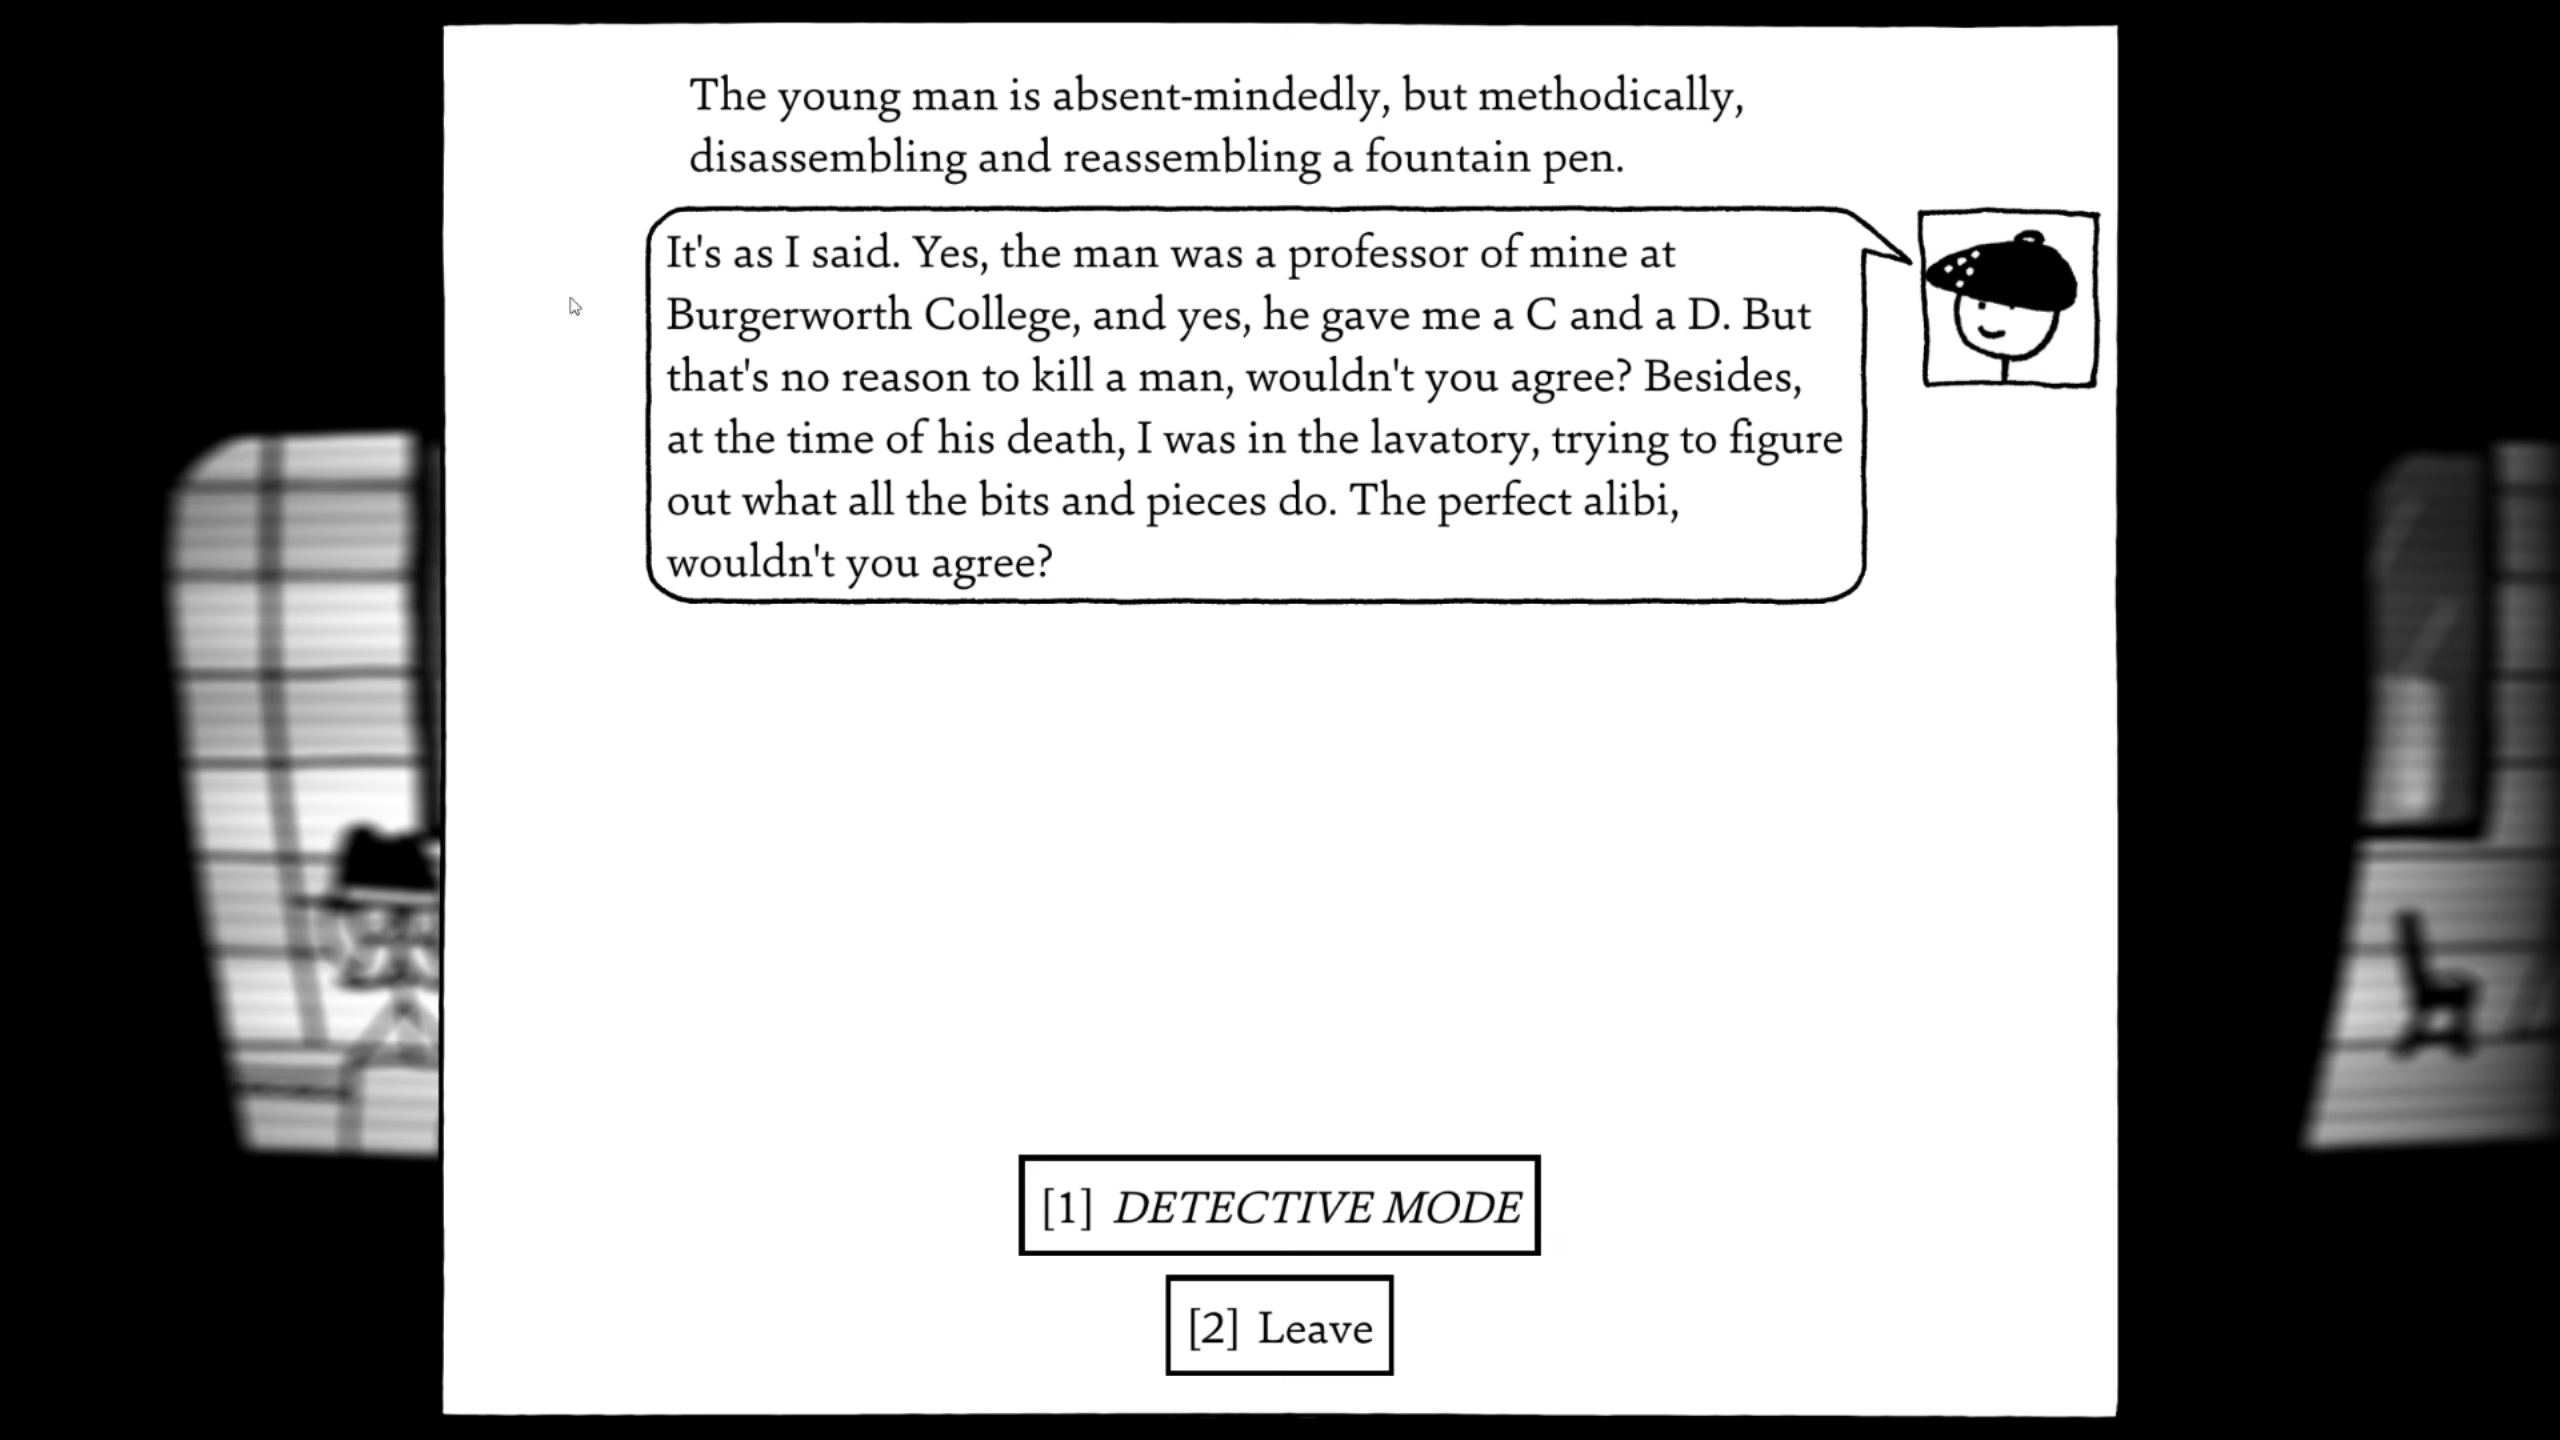 The young man is absent-mindedly, but methodically,
disassembling and reassembling a fountain pen.
It's as I said. Yes, the man was a professor of mine at
Burgerworth College, and yes, he gave me a C and a D. But
that's no reason to kill a man, wouldn't you agree? Besides,
at the time of his death, I was in the lavatory, trying to figure
out what all the bits and pieces do. The perfect alibi,
wouldn't you agree?
[1] DETECTIVE MODE
[2] Leave